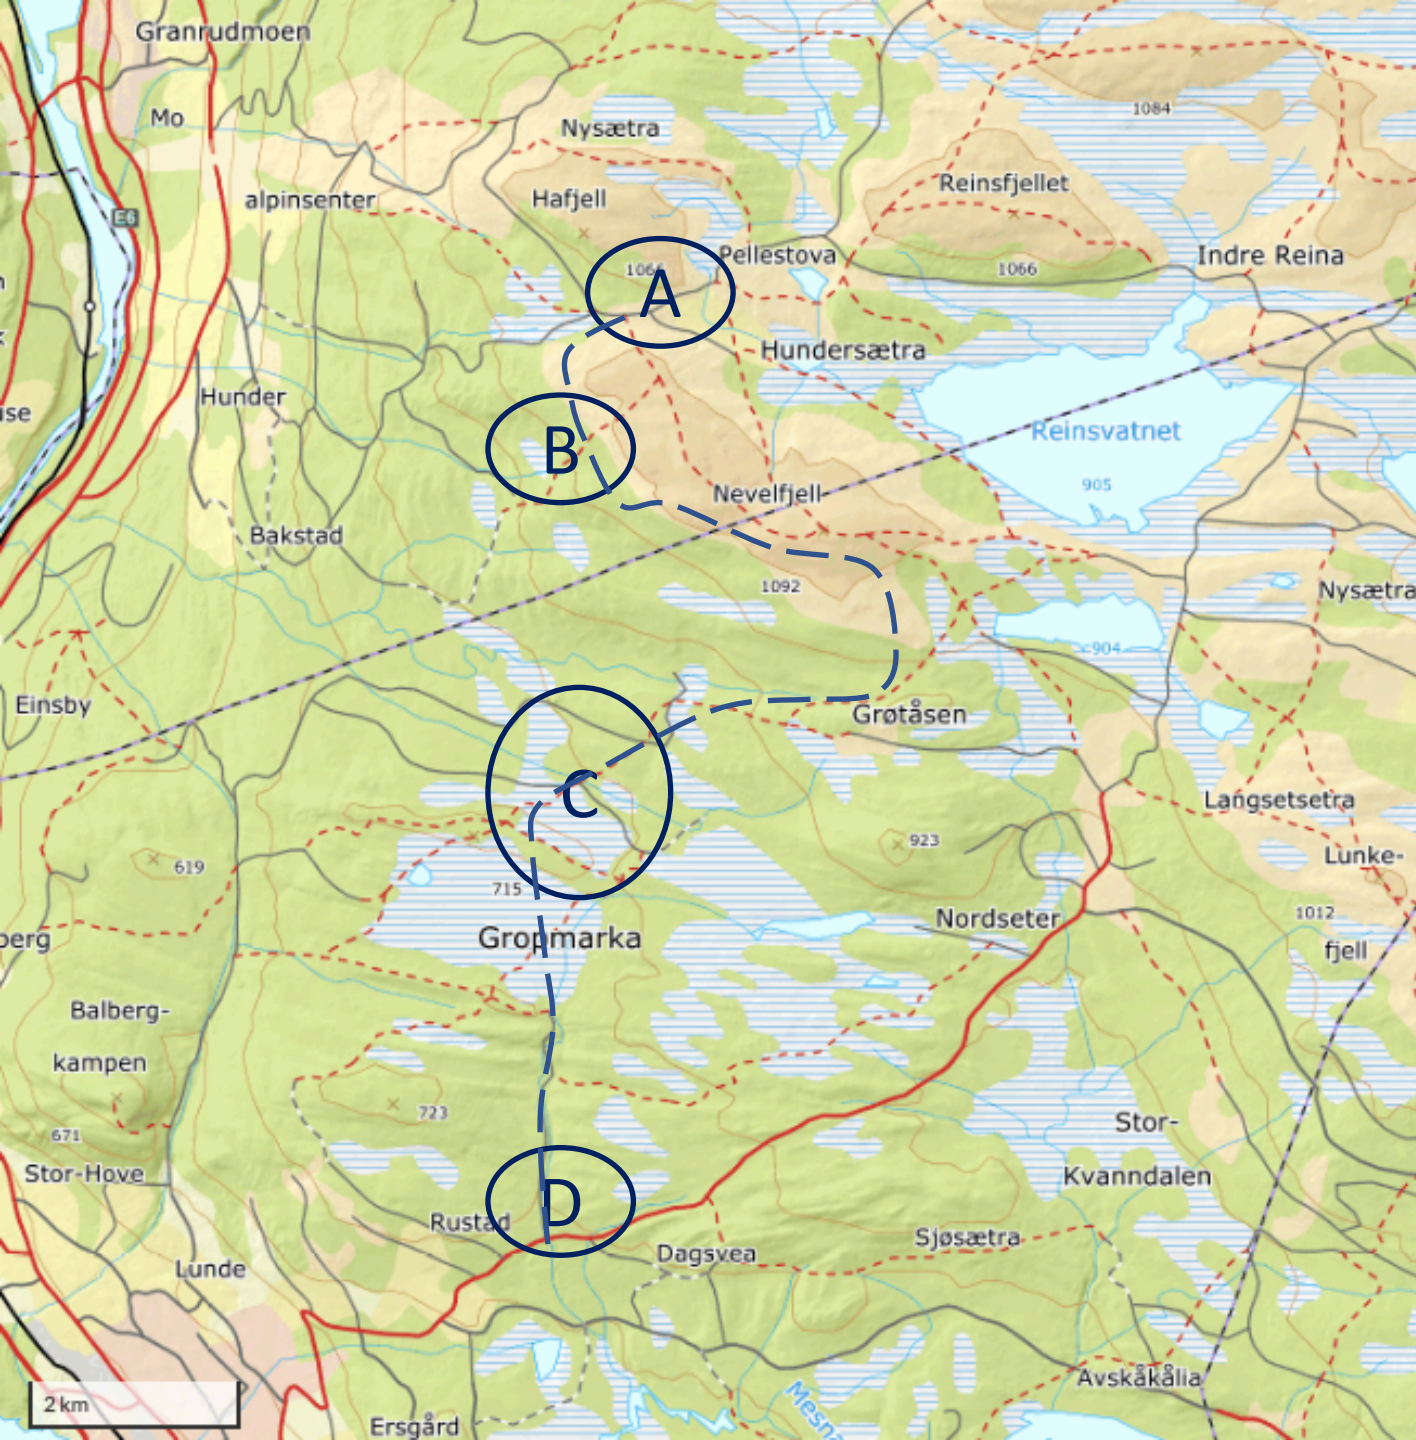 Granrudmoen
Mo
Nysætra
1084
alpinsenter
Hafjell
Reinsfjellet
E6
Pellestova
Indre Reina
1066
1066
A
Hundersætra
Hunder
Reinsvatnet
B
905
Nevelfjell
Bakstad
1092
Nysætra
904
Einsby
Grøtåsen
C
Langsetsetra
923
Lunke-
619
715
1012
Nordseter
Gropmarka
fjell
berg
Balberg-
kampen
723
Stor-
671
Stor-Hove
Kvanndalen
D
Rustad
Sjøsætra
Dagsvea
Lunde
Avskåkålia
2 km
Mesna
Ersgård